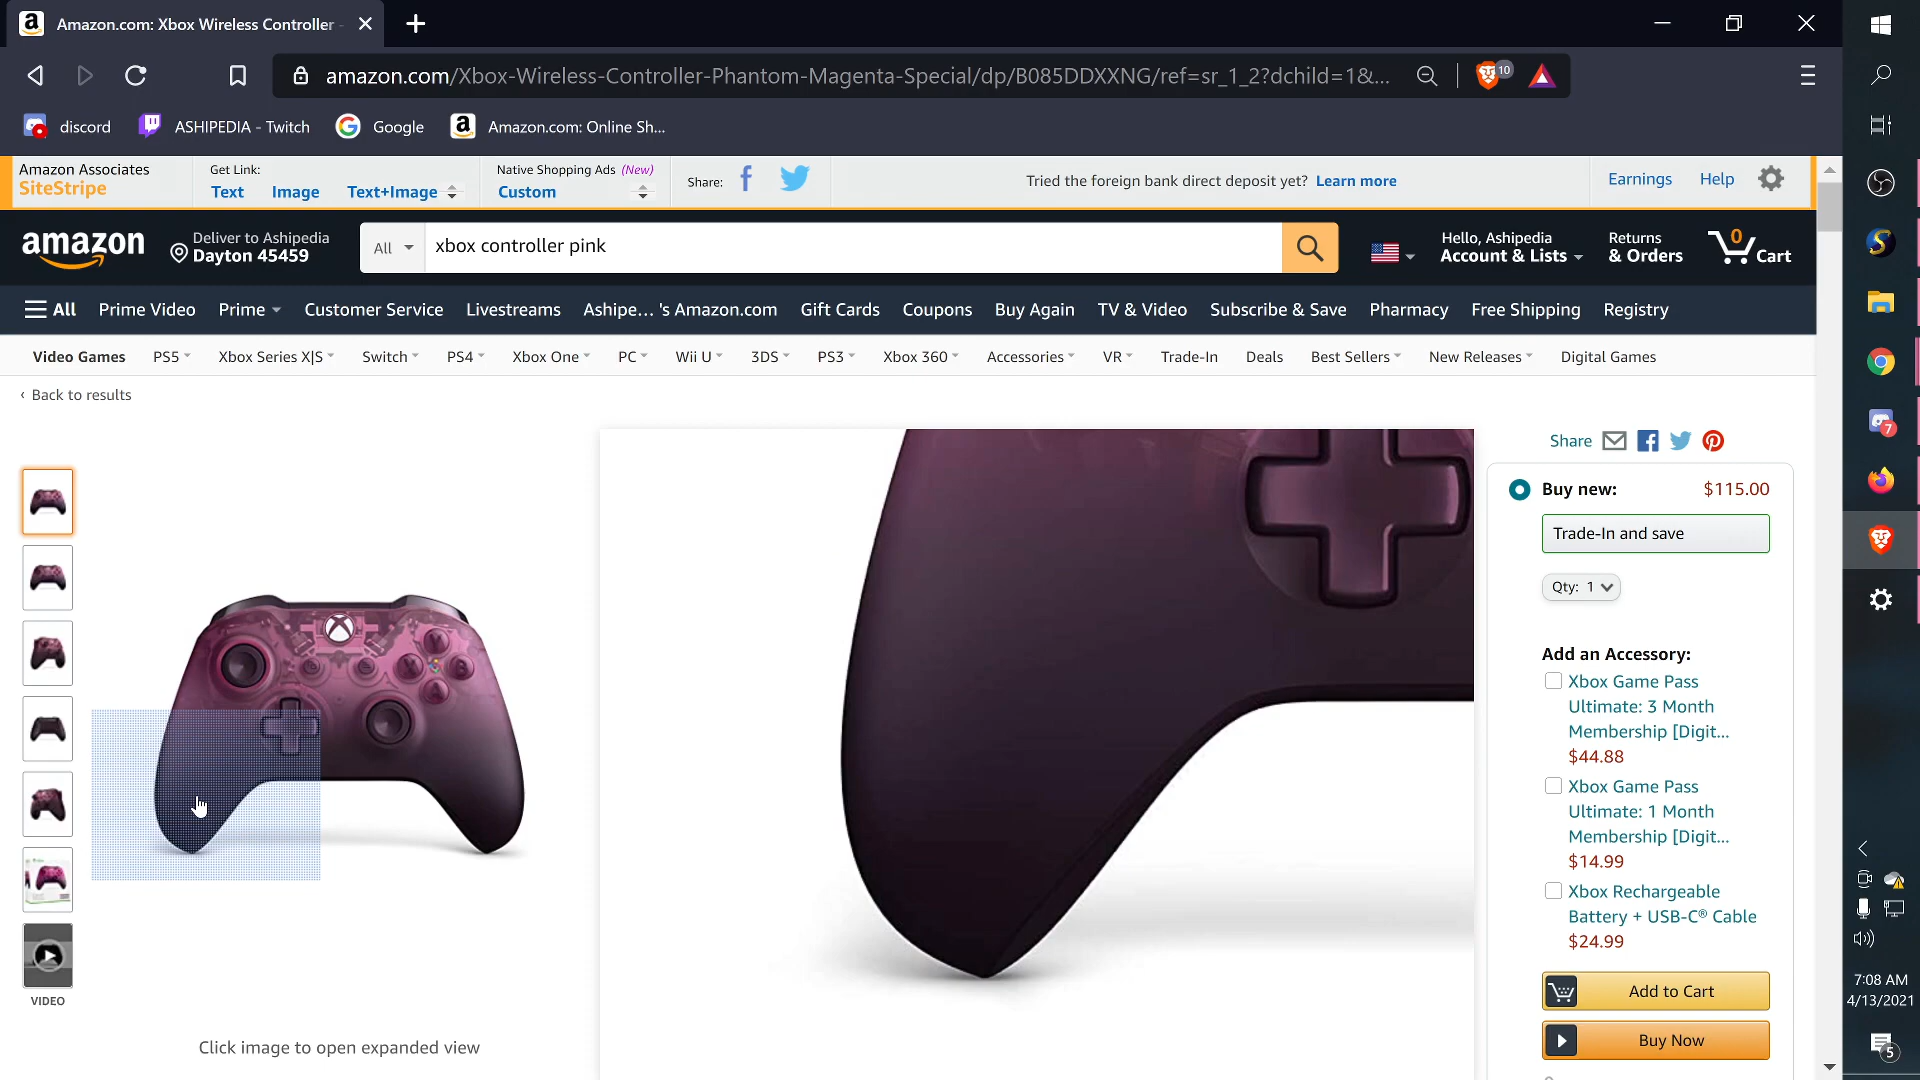 Amazon.com: Xbox Wireless Controller -
amazon.com/Xbox-Wireless-Controller-Phantom-Magenta-Special/dp/B085DDXXNG/ref=sr_1_2?dchild=1&...
10
discord
ASHIPEDIA - Twitch
Google
Amazon.com: Online Sh...
Amazon Associates
SiteStripe
Get Link:
Text Image Text+Image
Native Shopping Ads (New)
Custom
Share:
Tried the foreign bank direct deposit yet? Learn more
Earnings
Help
amazon
Deliver to Ashipedia
Dayton 45459
All
xbox controller pink
Hello, Ashipedia
Account & Lists
Returns
& Orders
0
Cart
All Prime Video Prime Customer Service Livestreams Ashipe... 's Amazon.com Gift Cards Coupons Buy Again TV & Video Subscribe & Save Pharmacy Free Shipping Registry
Video Games PS5 Xbox Series X|S Switch PS4 Xbox One PC Wii U 3DS PS3 Xbox 360 Accessories VR Trade-In Deals Best Sellers New Releases Digital Games
‹ Back to results
VIDEO
Click image to open expanded view
Share
Buy new: $115.00
Trade-In and save
Qty: 1
Add an Accessory:
Xbox Game Pass
Ultimate: 3 Month
Membership [Digit...
$44.88
Xbox Game Pass
Ultimate: 1 Month
Membership [Digit...
$14.99
Xbox Rechargeable
Battery + USB-C® Cable
$24.99
Add to Cart
Buy Now
7
7:08 AM
4/13/2021
5